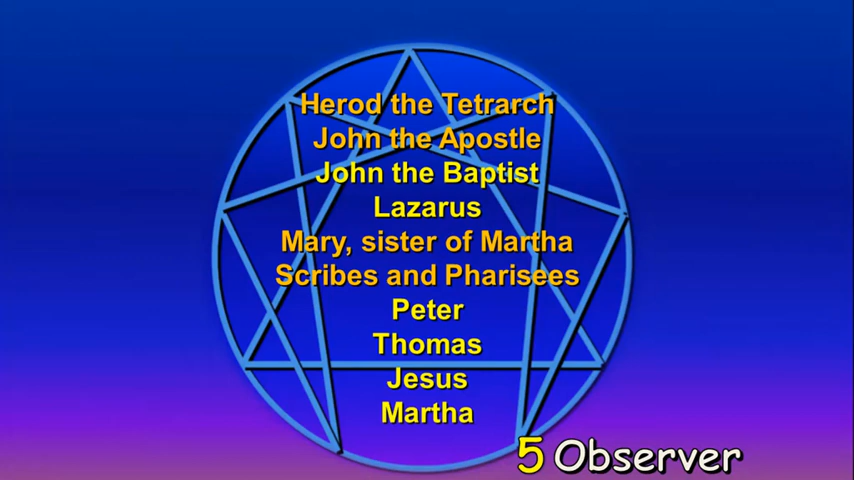 Herod the Tetrarch
John the Apostle
John the Baptist
Lazarus
Mary, sister of Martha
Scribes and Pharisees
Peter
Thomas
Jesus
Martha
5 Observer